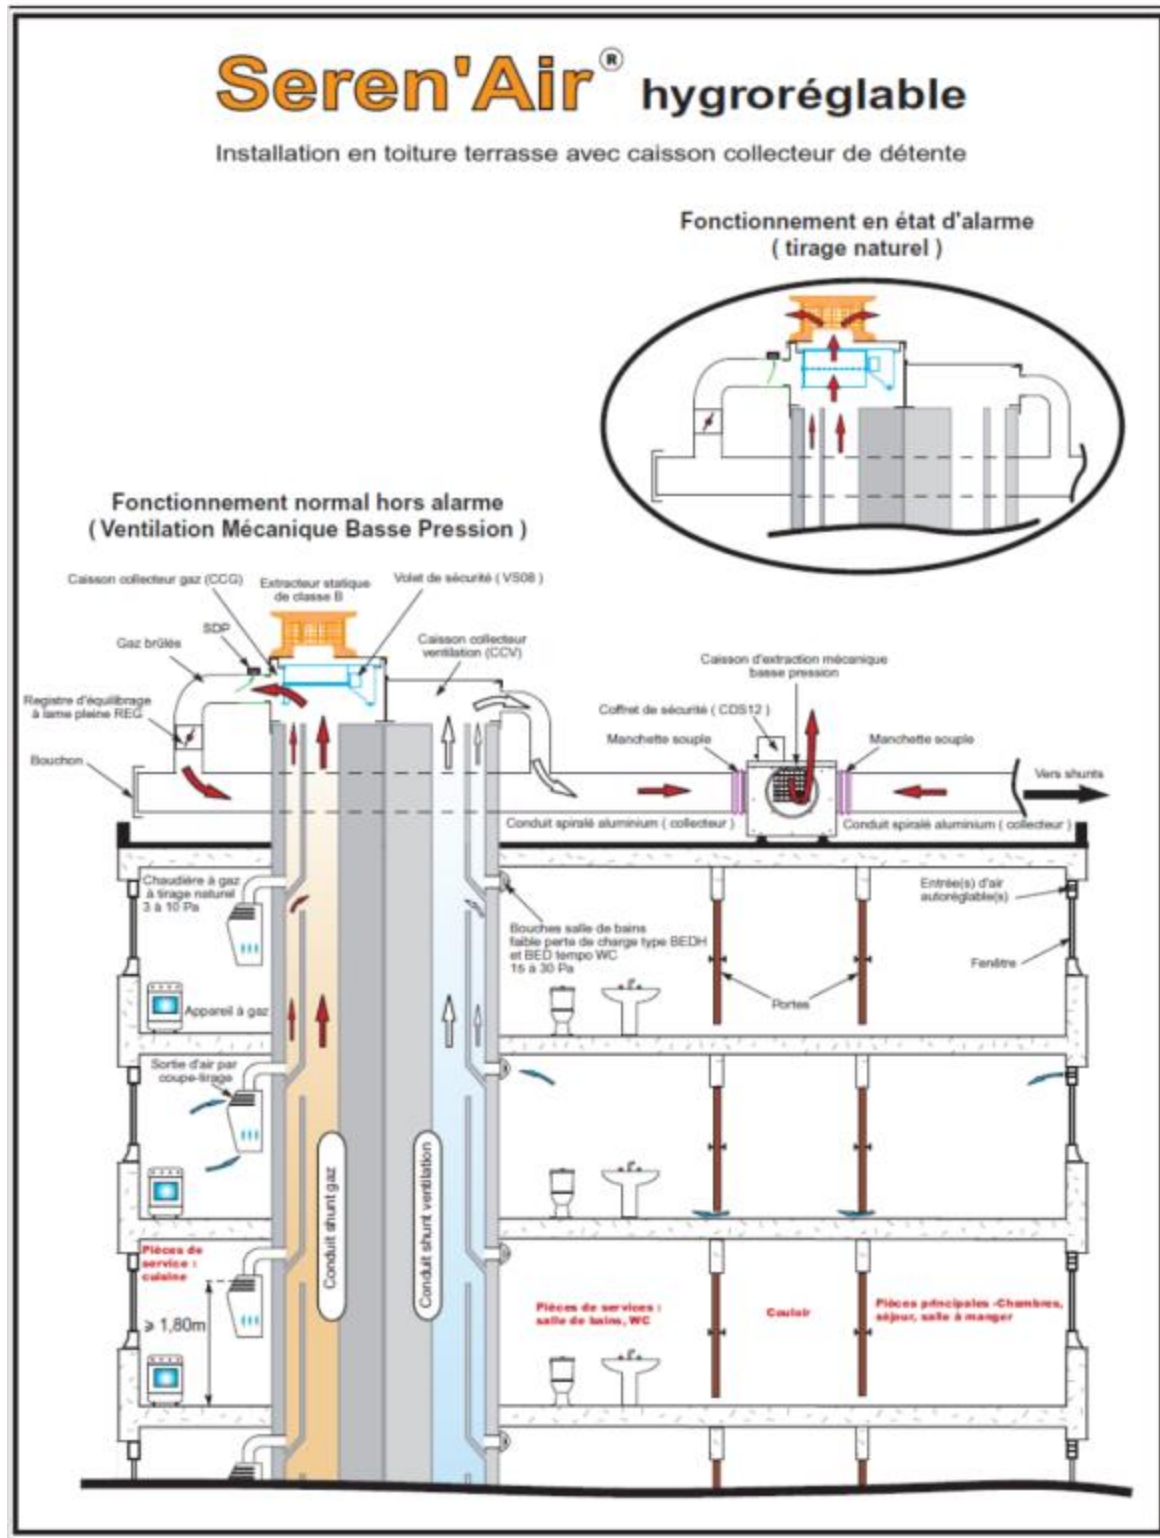 Seren'Air® hygroréglable
Installation en toiture terrasse avec caisson collecteur de détente
Fonctionnement en état d'alarme
( tirage naturel )
Fonctionnement normal hors alarme
( Ventilation Mécanique Basse Pression )
Caisson collecteur gaz (CCG)
Extracteur statique
de classe B
Volet de sécurité ( VS08 )
SDP
Gaz brûlés
Caisson collecteur
ventilation (CCV)
Caisson d'extraction mécanique
basse pression
Registre d'équilibrage
à lame pleine REG
Coffret de sécurité ( CDS12 )
Manchette souple
Manchette souple
Bouchon
Vers shunts
Conduit spiralé aluminium ( collecteur )
Conduit spiralé aluminium ( collecteur )
Chaudière à gaz
à tirage naturel
3 à 10 Pa
Entrée(s) d'air
autoréglable(s)
Bouches salle de bains
faible perte de charge type BEDH
et BED tempo WC
15 à 30 Pa
Fenêtre
Portes
Appareil à gaz
Sortie d'air par
coupe-tirage
Conduit shunt gaz
Conduit shunt ventilation
Pièces de
service :
cuisine
⩾ 1,80m
Pièces de services :
salle de bains, WC
Couloir
Pièces principales -Chambres,
séjour, salle à manger